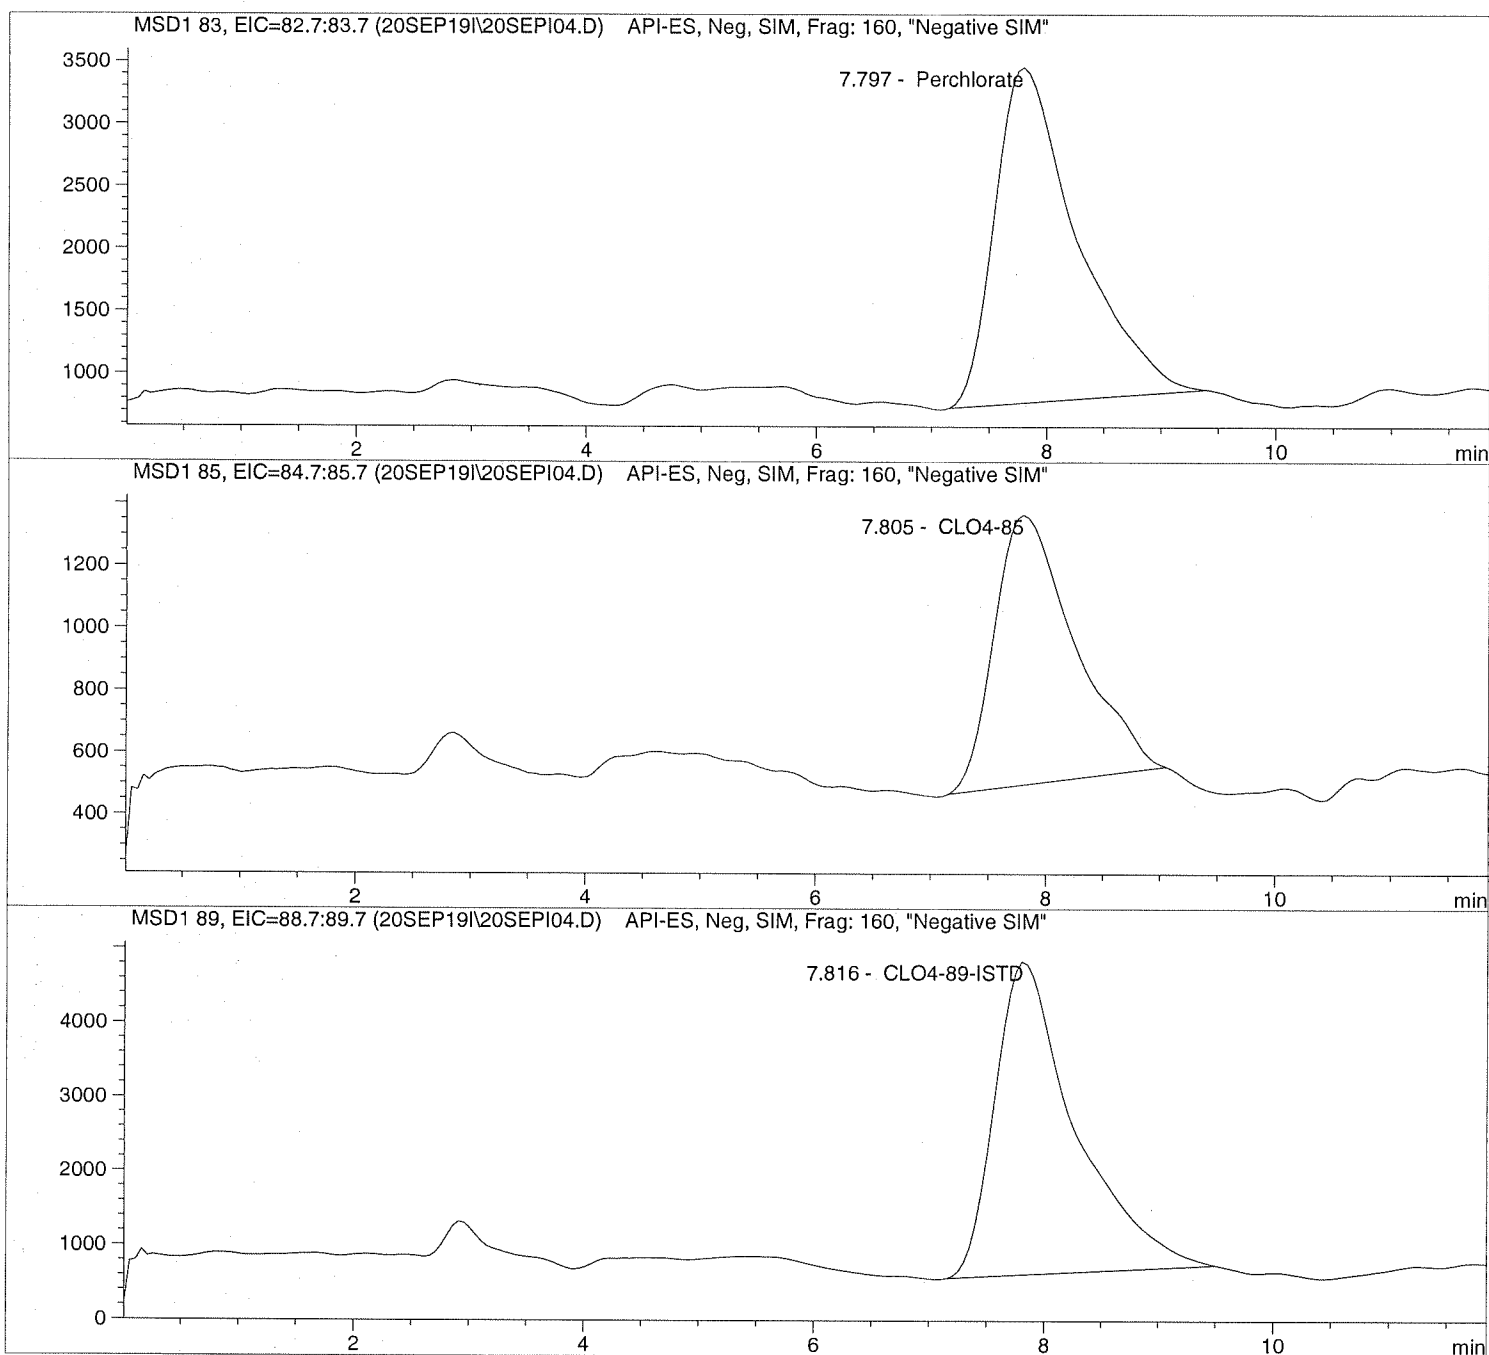 MSD1 83, EIC=82.7:83.7 (20SEP19I\20SEPI04.D) API-ES, Neg, SIM, Frag: 160, "Negative SIM"
7.797 - Perchlorate
3500
3000
2500
2000
1500
1000
2 4 6 8 10 min
MSD1 85, EIC=84.7:85.7 (20SEP19I\20SEPI04.D) API-ES, Neg, SIM, Frag: 160, "Negative SIM"
7.805 - CLO4-85
1200
1000
800
600
400
2 4 6 8 10 min
MSD1 89, EIC=88.7:89.7 (20SEP19I\20SEPI04.D) API-ES, Neg, SIM, Frag: 160, "Negative SIM"
7.816 - CLO4-89-ISTD
4000
3000
2000
1000
0
2 4 6 8 10 min